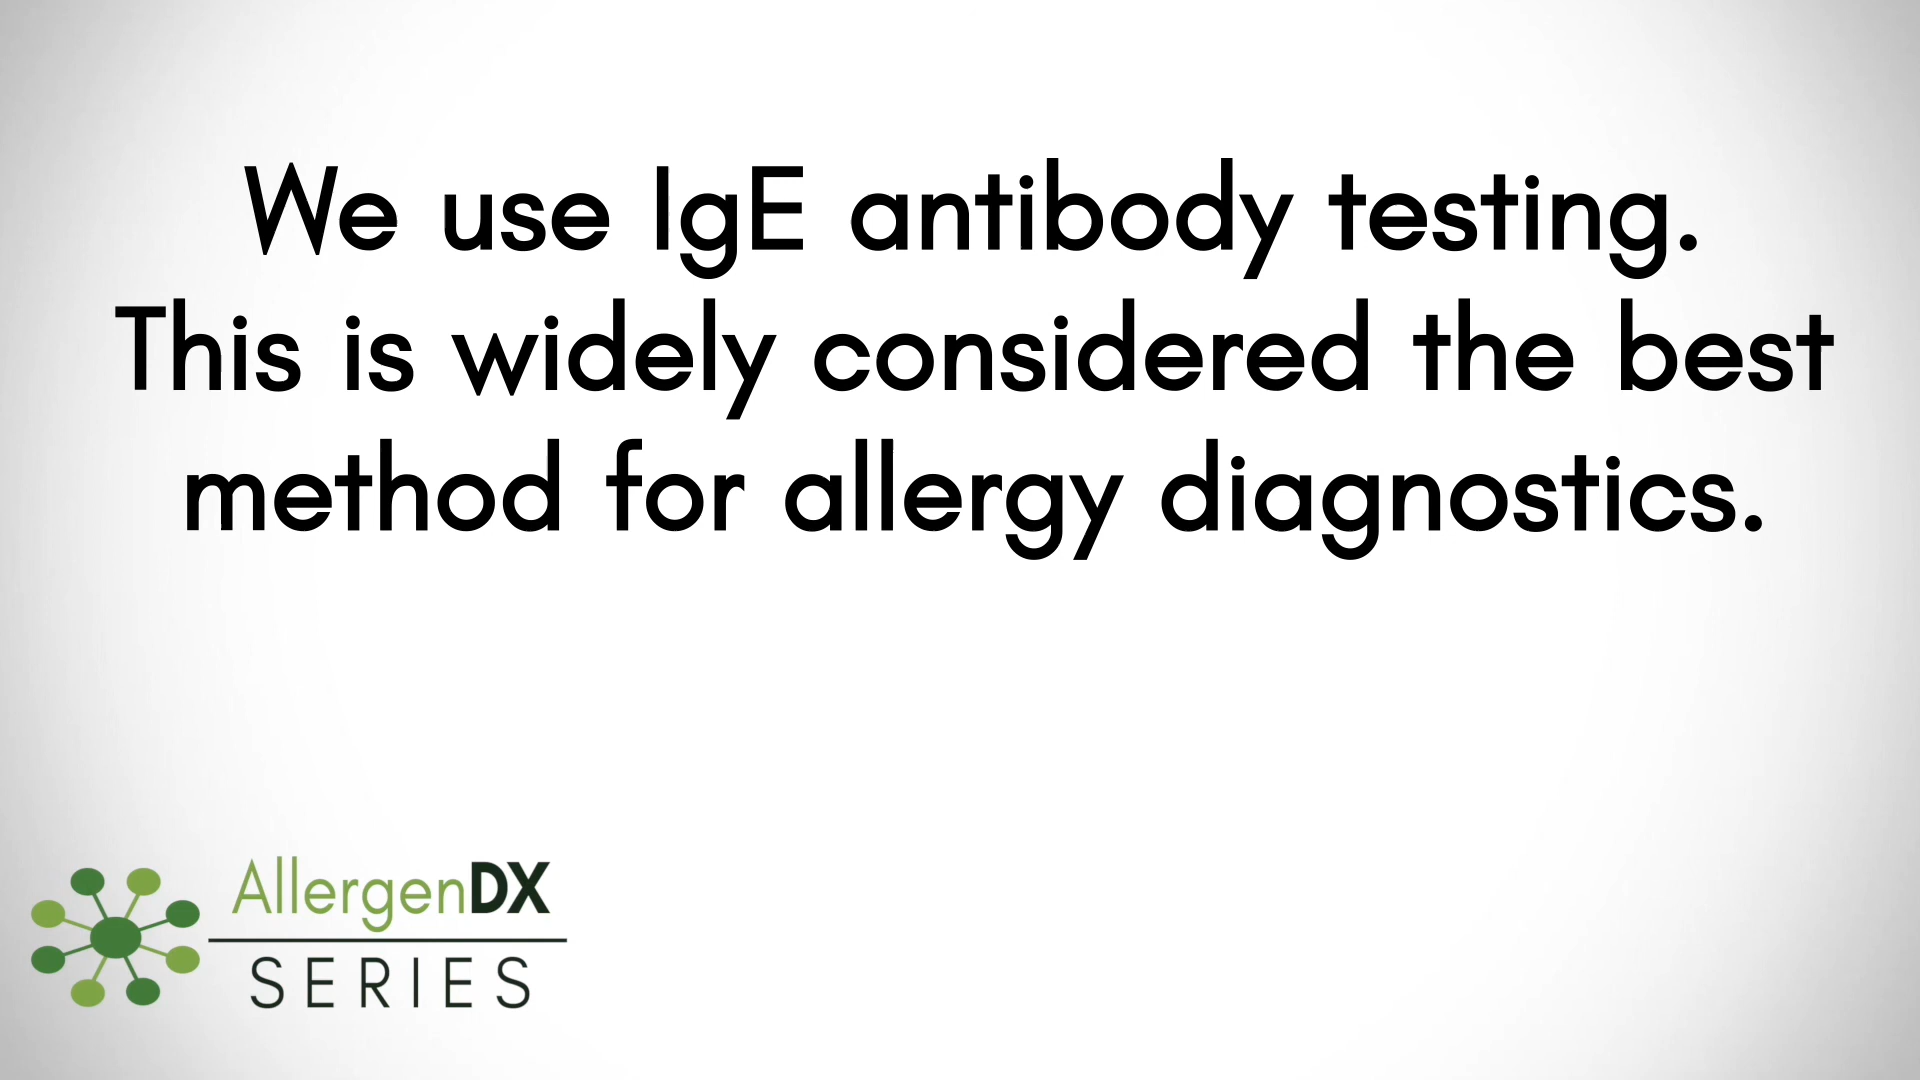 We use IgE antibody testing.
This is widely considered the best
method for allergy diagnostics.
AllergenDX
SERIES